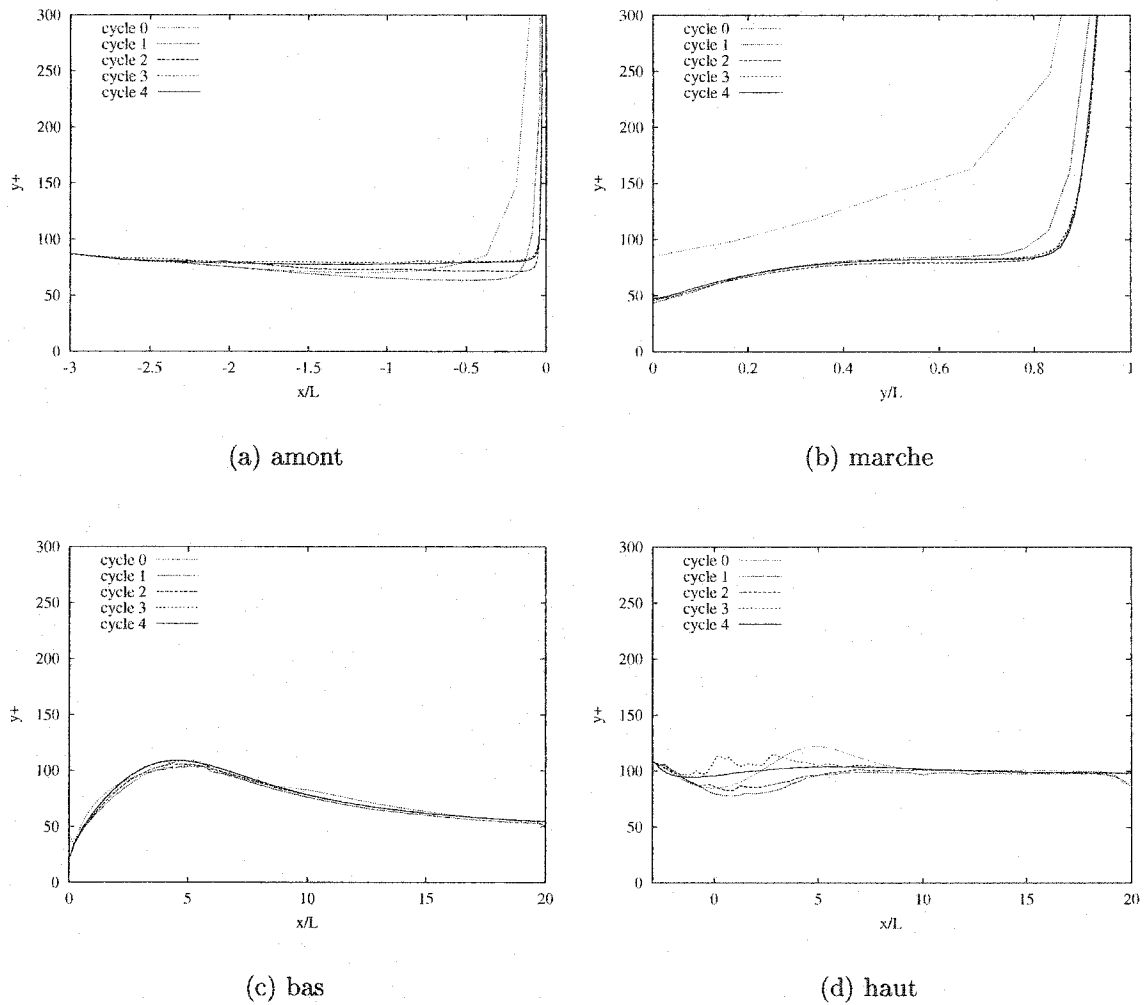 300
250
200
150
100
50
0
y+
cycle 0
cycle 1
cycle 2
cycle 3
cycle 4
-3 -2.5 -2 -1.5 -1 -0.5 0
x/L
(a) amont
300
250
200
150
100
50
0
y+
cycle 0
cycle 1
cycle 2
cycle 3
cycle 4
0 0.2 0.4 0.6 0.8 1
y/L
(b) marche
300
250
200
150
100
50
0
y+
cycle 0
cycle 1
cycle 2
cycle 3
cycle 4
0 5 10 15 20
x/L
(c) bas
300
250
200
150
100
50
0
y+
cycle 0
cycle 1
cycle 2
cycle 3
cycle 4
0 5 10 15 20
x/L
(d) haut